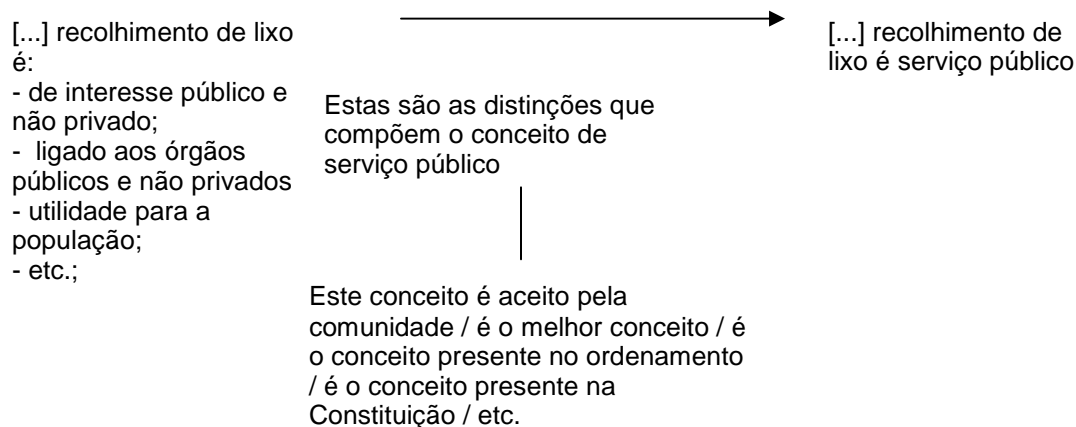 [...] recolhimento de lixo
é:
- de interesse público e
não privado;
- ligado aos órgãos
públicos e não privados
- utilidade para a
população;
- etc.;
Estas são as distinções que
compõem o conceito de
serviço público
Este conceito é aceito pela
comunidade / é o melhor conceito / é
o conceito presente no ordenamento
/ é o conceito presente na
Constituição / etc.
[...] recolhimento de
lixo é serviço público